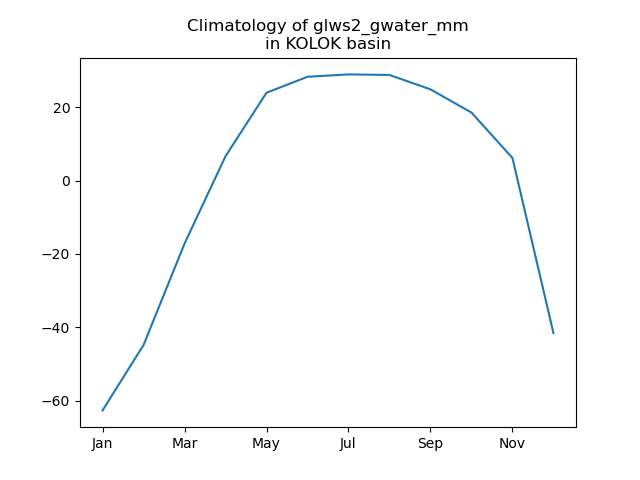 Climatology of glws2_gwater_mm
in KOLOK basin
20
0
−20
−40
−60
Jan
Mar
May
Jul
Sep
Nov